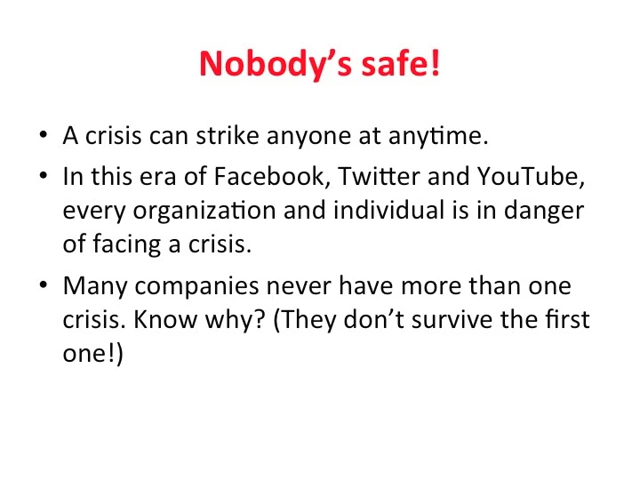 Nobody’s safe!
• A crisis can strike anyone at anytime.
• In this era of Facebook, Twitter and YouTube,
every organization and individual is in danger
of facing a crisis.
• Many companies never have more than one
crisis. Know why? (They don’t survive the first
one!)